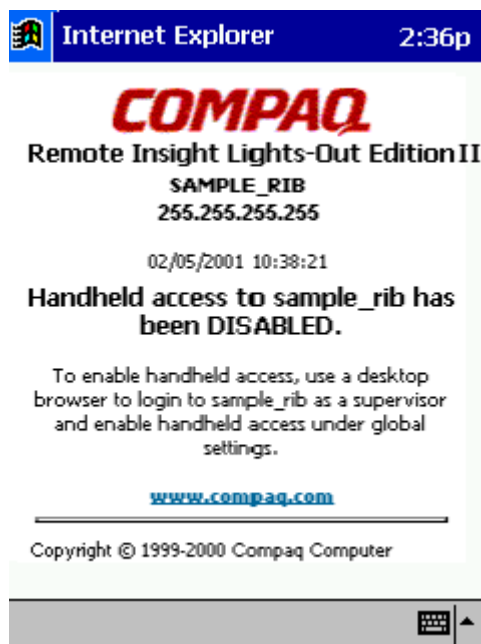 Internet Explorer 2:36p
COMPAQ
Remote Insight Lights-Out Edition II
SAMPLE_RIB
255.255.255.255
02/05/2001 10:38:21
Handheld access to sample_rib has
been DISABLED.
To enable handheld access, use a desktop
browser to login to sample_rib as a supervisor
and enable handheld access under global
settings.
www.compaq.com
Copyright © 1999-2000 Compaq Computer